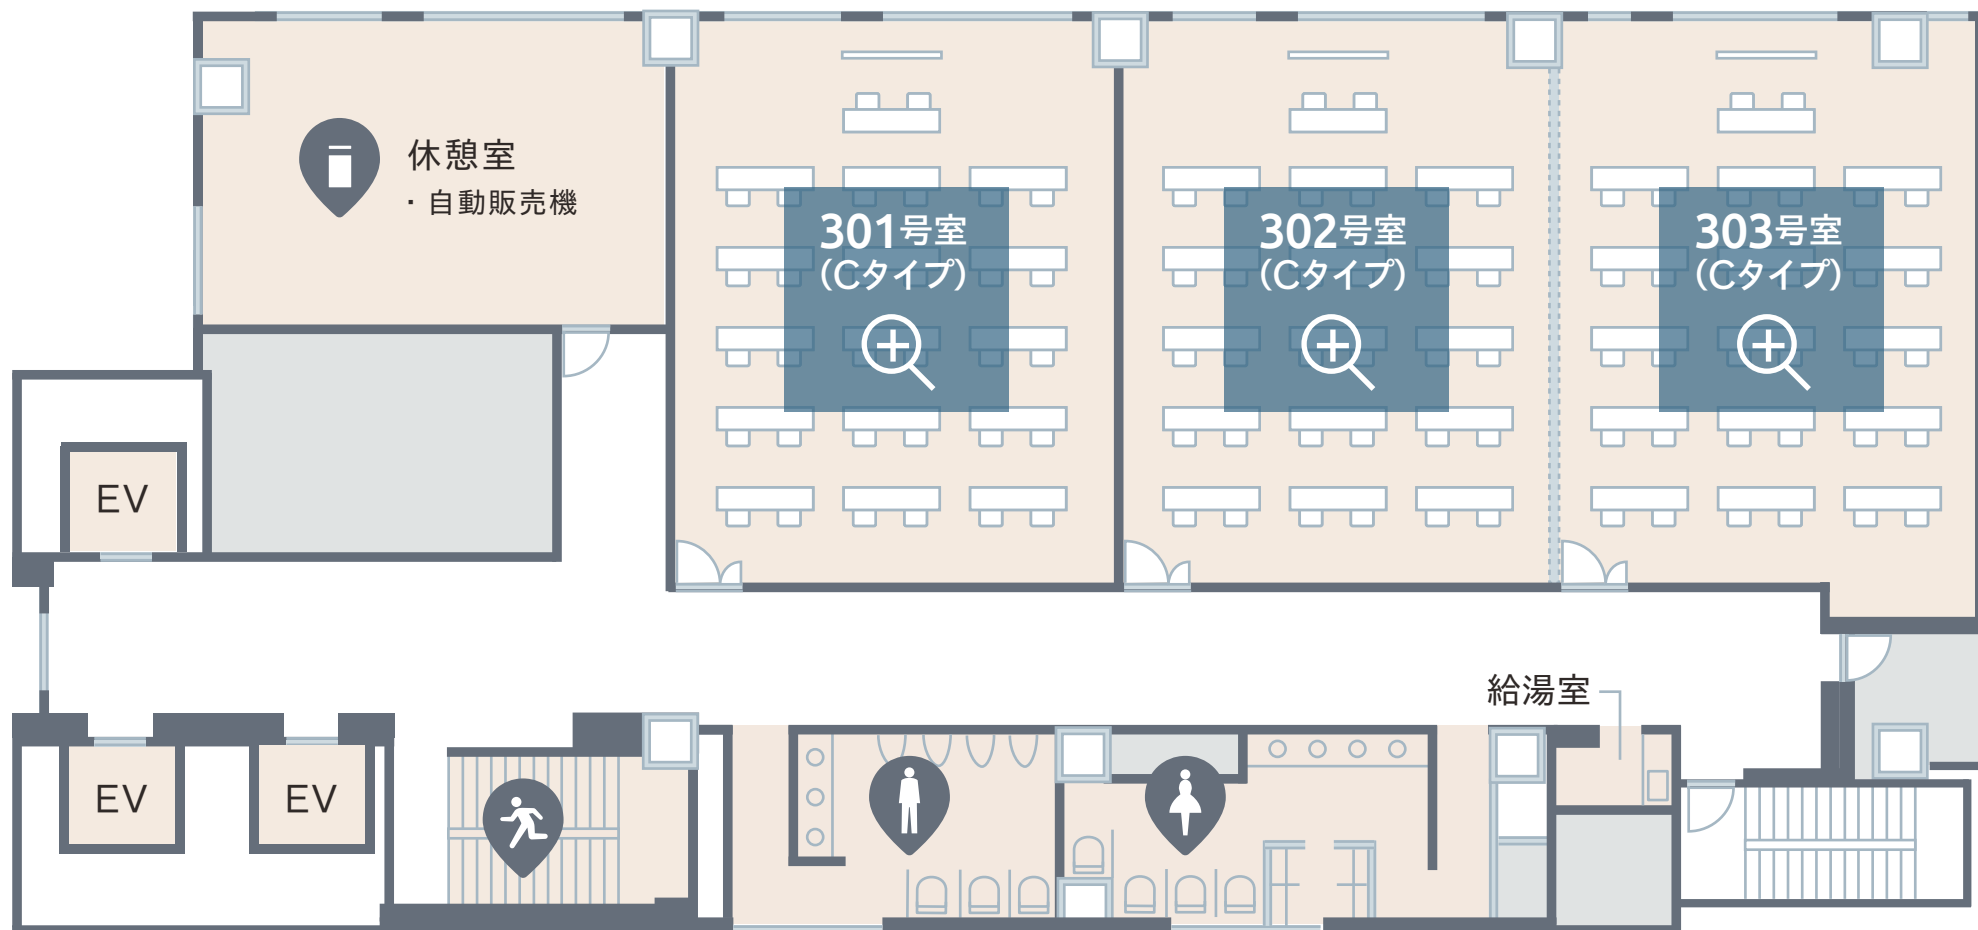 休憩室
・自動販売機
301号室
（Cタイプ）
302号室
（Cタイプ）
303号室
（Cタイプ）
EV
給湯室
EV
EV